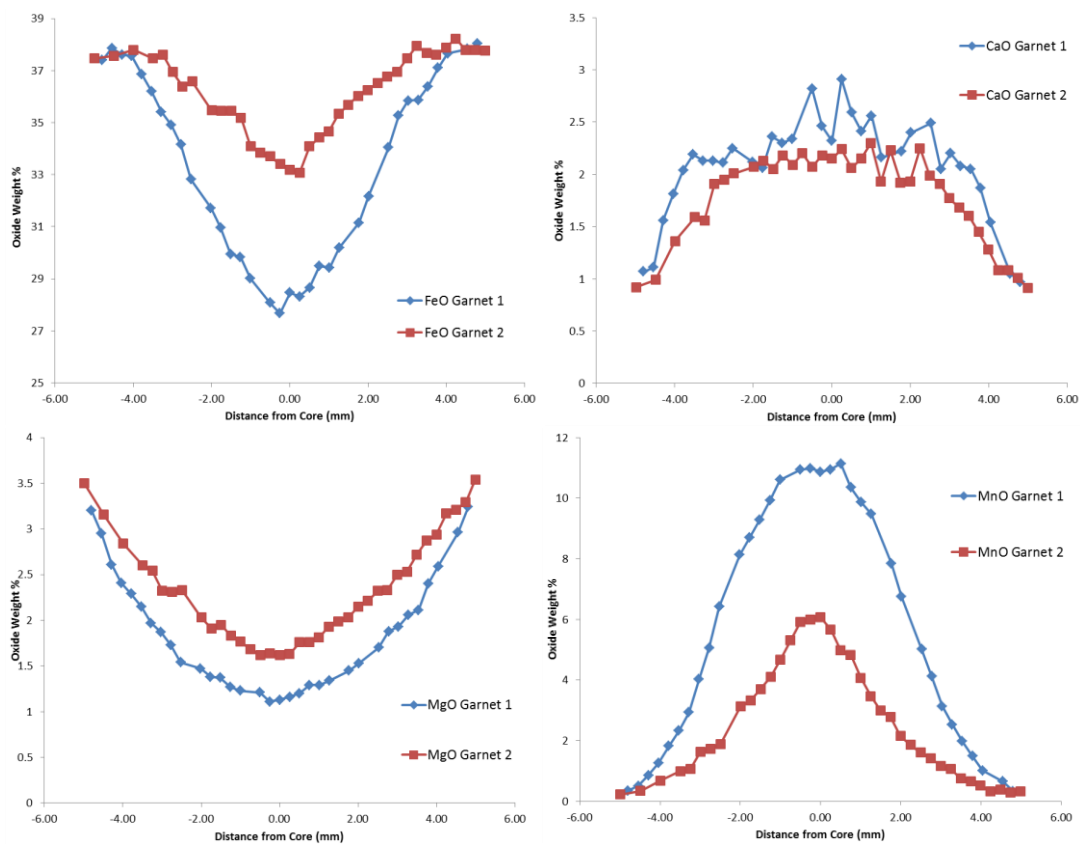 39
37
35
33
31
29
27
25
Oxide Weight %
FeO Garnet 1
FeO Garnet 2
-6.00 -4.00 -2.00 0.00 2.00 4.00 6.00
Distance from Core (mm)
3.5
3
2.5
2
1.5
1
0.5
0
Oxide Weight %
CaO Garnet 1
CaO Garnet 2
-6.00 -4.00 -2.00 0.00 2.00 4.00 6.00
Distance from Core (mm)
4
3.5
3
2.5
2
1.5
1
0.5
0
Oxide Weight %
MgO Garnet 1
MgO Garnet 2
-6.00 -4.00 -2.00 0.00 2.00 4.00 6.00
Distance from Core (mm)
12
10
8
6
4
2
0
Oxide Weight %
MnO Garnet 1
MnO Garnet 2
-6.00 -4.00 -2.00 0.00 2.00 4.00 6.00
Distance from Core (mm)